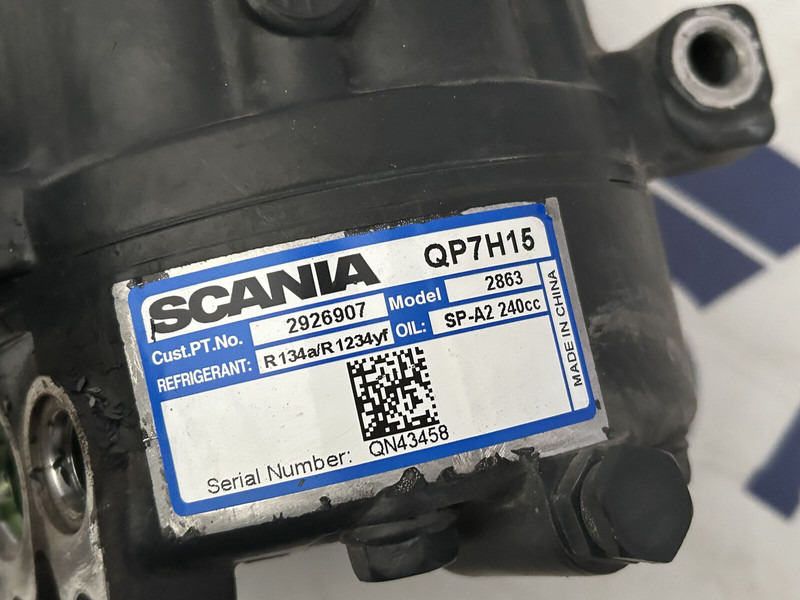 SCANIA QP7H15
Cust.PT.No. 2926907 Model 2863
REFRIGERANT: R134a/R1234yf OIL: SP-A2 240cc
MADE IN CHINA
Serial Number: QN43458